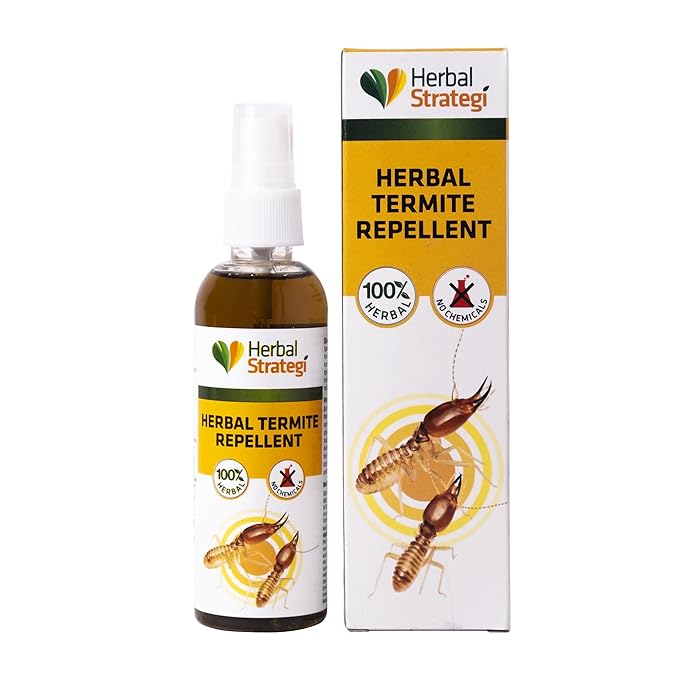 Herbal
Strategi
HERBAL TERMITE
REPELLENT
100%
HERBAL
NO CHEMICALS
Herbal
Strategi
HERBAL
TERMITE
REPELLENT
100%
HERBAL
NO CHEMICALS